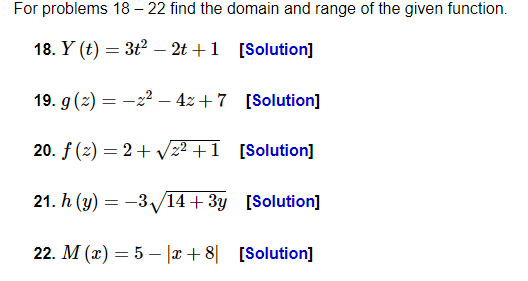 For problems 18 – 22 find the domain and range of the given function.
18. Y (t) = 3t² – 2t + 1 [Solution]
19. g (z) = –z² – 4z + 7 [Solution]
20. f (z) = 2 + √(z² + 1) [Solution]
21. h (y) = –3√(14 + 3y) [Solution]
22. M (x) = 5 – |x + 8| [Solution]